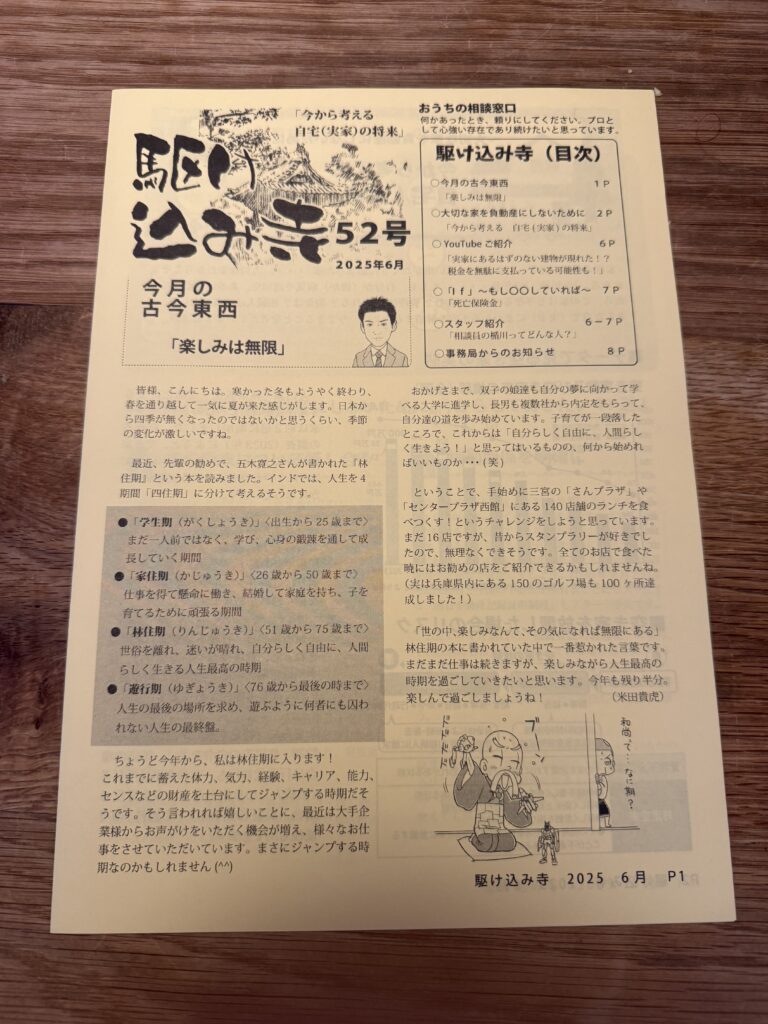 「今から考える
自宅(実家)の将来」
駆け
込み寺
52号
2025年6月
おうちの相談窓口
何かあったとき、頼りにしてください。プロと
して心強い存在であり続けたいと思っています。
駆け込み寺（目次）
○今月の古今東西 1P
「楽しみは無限」
○大切な家を負動産にしないために 2P
「今から考える 自宅(実家)の将来」
○YouTubeご紹介 6P
「実家にあるはずのない建物が現れた！？
税金を無駄に支払っている可能性も！」
○「If」～もし〇〇していれば～ 7P
「死亡保険金」
○スタッフ紹介 6－7P
「相談員の楯川ってどんな人？」
○事務局からのお知らせ 8P
今月の
古今東西
「楽しみは無限」
皆様、こんにちは。寒かった冬もようやく終わり、
春を通り越して一気に夏が来た感じがします。日本か
ら四季が無くなったのではないかと思うくらい、季節
の変化が激しいですね。
最近、先輩の勧めで、五木寛之さんが書かれた『林
住期』という本を読みました。インドでは、人生を4
期間「四住期」に分けて考えるそうです。
●「学生期（がくしょうき）」〈出生から25歳まで〉
まだ一人前ではなく、学び、心身の鍛錬を通して成
長していく期間
●「家住期（かじゅうき）」〈26歳から50歳まで〉
仕事を得て懸命に働き、結婚して家庭を持ち、子を
育てるために頑張る期間
●「林住期（りんじゅうき）」〈51歳から75歳まで〉
世俗を離れ、迷いが晴れ、自分らしく自由に、人間
らしく生きる人生最高の時期
●「遊行期（ゆぎょうき）」〈76歳から最後の時まで〉
人生の最後の場所を求め、遊ぶように何者にも囚わ
れない人生の最終盤。
ちょうど今年から、私は林住期に入ります！
これまでに蓄えた体力、気力、経験、キャリア、能力、
センスなどの財産を土台にしてジャンプする時期だそ
うです。そう言われれば嬉しいことに、最近は大手企
業様からお声がけをいただく機会が増え、様々なお仕
事をさせていただいています。まさにジャンプする時
期なのかもしれません(^^)
おかげさまで、双子の娘達も自分の夢に向かって学
べる大学に進学し、長男も複数社から内定をもらって、
自分達の道を歩み始めています。子育てが一段落した
ところで、これからは「自分らしく自由に、人間らし
く生きよう！」と思ってはいるものの、何から始めれ
ばいいものか・・・(笑)
ということで、手始めに三宮の「さんプラザ」や
「センタープラザ西館」にある140店舗のランチを食
べつくす！というチャレンジをしようと思っています。
まだ16店ですが、昔からスタンプラリーが好きでし
たので、無理なくできそうです。全てのお店で食べた
暁にはお勧めの店をご紹介できるかもしれませんね。
（実は兵庫県内にある150のゴルフ場も100ヶ所達
成しました！）
「世の中、楽しみなんて、その気になれば無限にある」
林住期の本に書かれていた中で一番惹かれた言葉です。
まだまだ仕事は続きますが、楽しみながら人生最高の
時期を過ごしていきたいと思います。今年も残り半分。
楽しんで過ごしましょうね！ （米田貴虎）
ブーン
和尚って…なに期？
駆け込み寺 2025 6月 P1